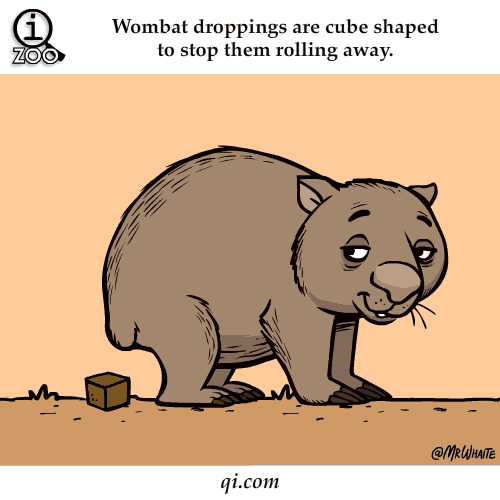 i
ZOO
Wombat droppings are cube shaped
to stop them rolling away.
@MRWHAITE
qi.com